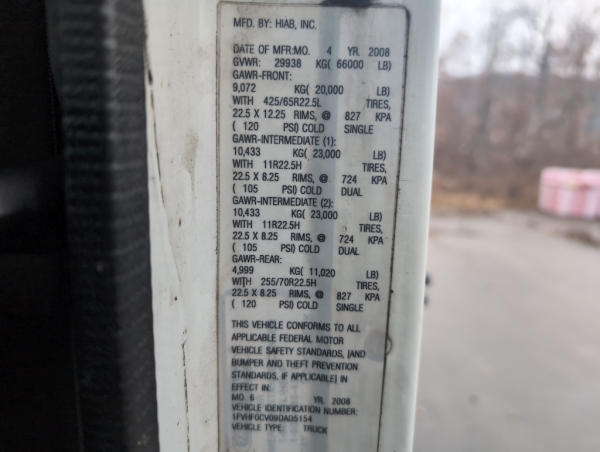 MFD. BY: HIAB, INC.
DATE OF MFR:MO. 4 YR. 2008
GVWR: 29938 KG( 66000 LB)
GAWR-FRONT:
9,072 KG( 20,000 LB)
WITH 425/65R22.5L TIRES,
22.5 X 12.25 RIMS, @ 827 KPA
( 120 PSI) COLD SINGLE
GAWR-INTERMEDIATE (1):
10,433 KG( 23,000 LB)
WITH 11R22.5H TIRES,
22.5 X 8.25 RIMS, @ 724 KPA
( 105 PSI) COLD DUAL
GAWR-INTERMEDIATE (2):
10,433 KG( 23,000 LB)
WITH 11R22.5H TIRES,
22.5 X 8.25 RIMS, @ 724 KPA
( 105 PSI) COLD DUAL
GAWR-REAR:
4,999 KG( 11,020 LB)
WITH 255/70R22.5H TIRES,
22.5 X 8.25 RIMS, @ 827 KPA
( 120 PSI) COLD SINGLE
THIS VEHICLE CONFORMS TO ALL
APPLICABLE FEDERAL MOTOR
VEHICLE SAFETY STANDARDS, [AND
BUMPER AND THEFT PREVENTION
STANDARDS, IF APPLICABLE] IN
EFFECT IN:
MO. 6 YR. 2008
VEHICLE IDENTIFICATION NUMBER:
1FVHF0CV09DAD5154
VEHICLE TYPE: TRUCK